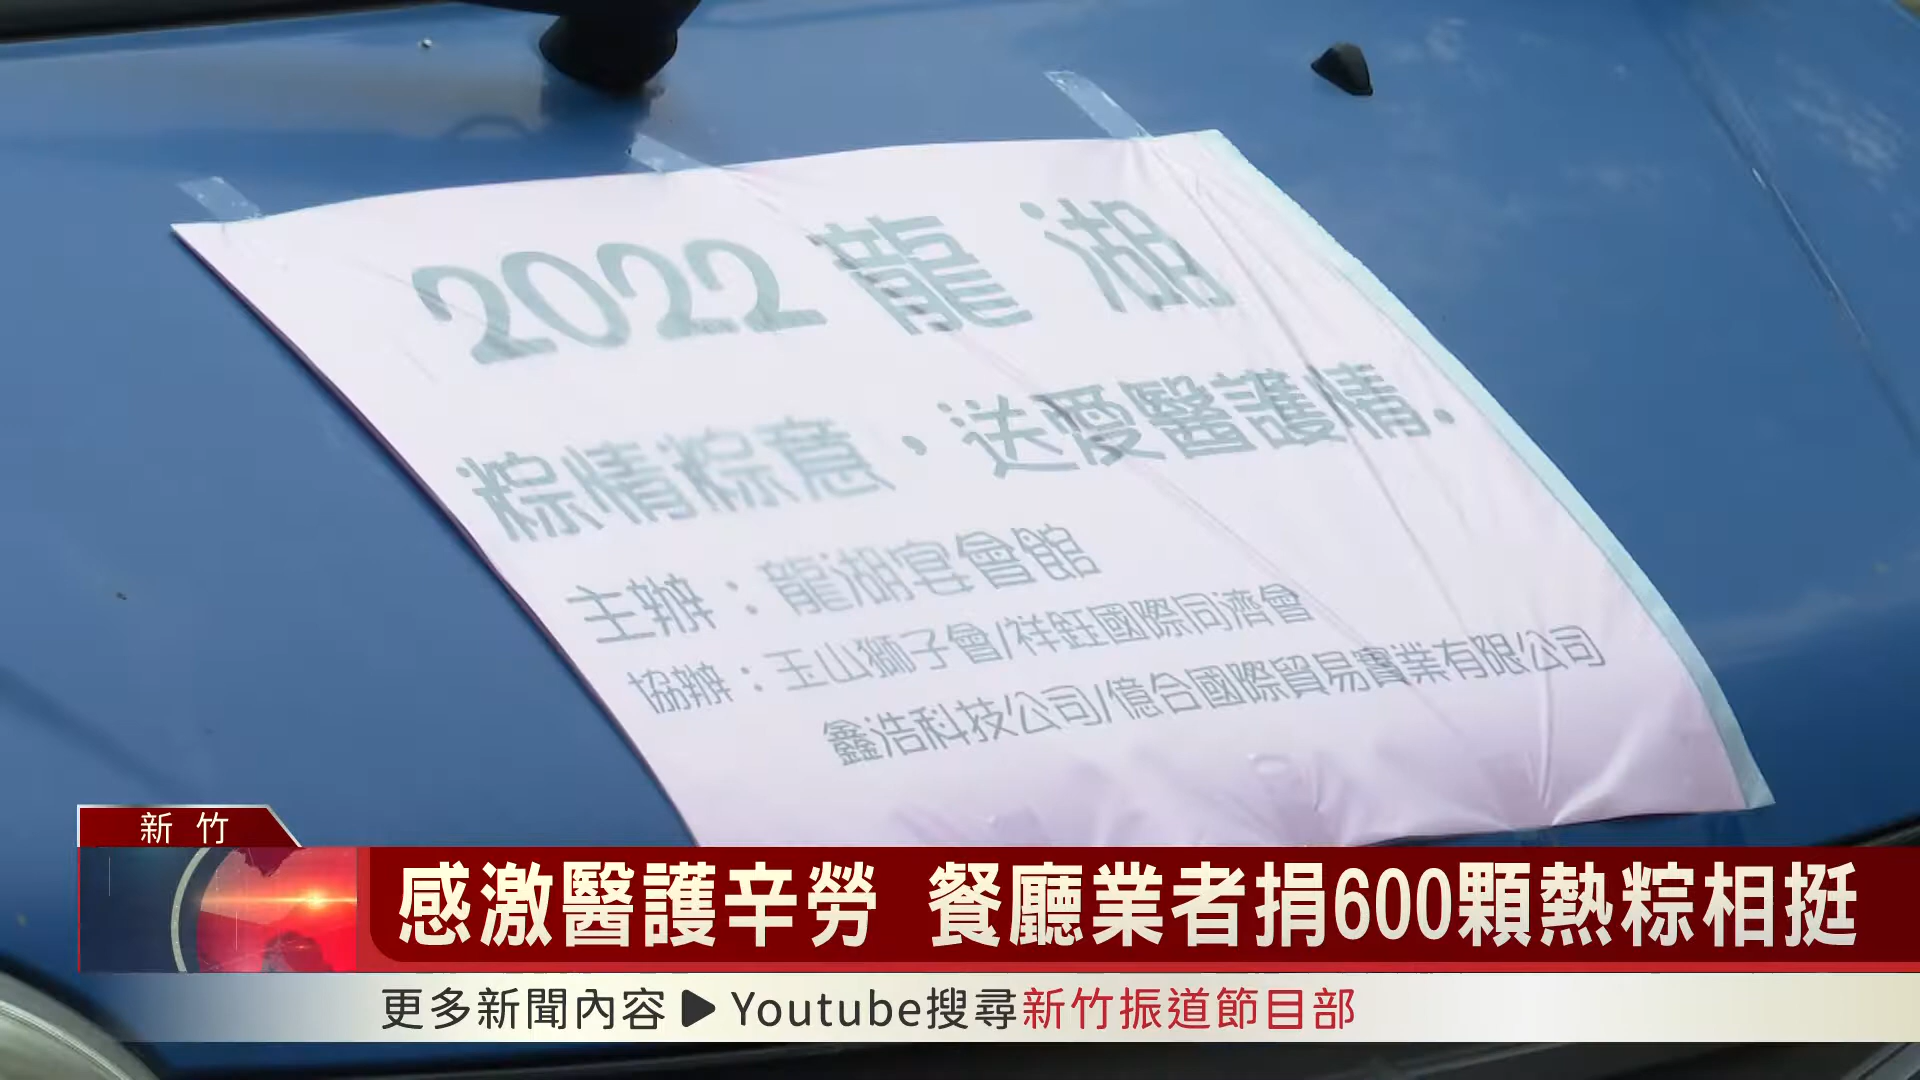 2022 龍 湖
粽情粽意，送愛醫護情.
主辦：龍湖宴會館
協辦：玉山獅子會/祥鈺國際同濟會
鑫浩科技公司/億合國際貿易實業有限公司
新竹
感激醫護辛勞 餐廳業者捐600顆熱粽相挺
更多新聞內容▶Youtube搜尋新竹振道節目部